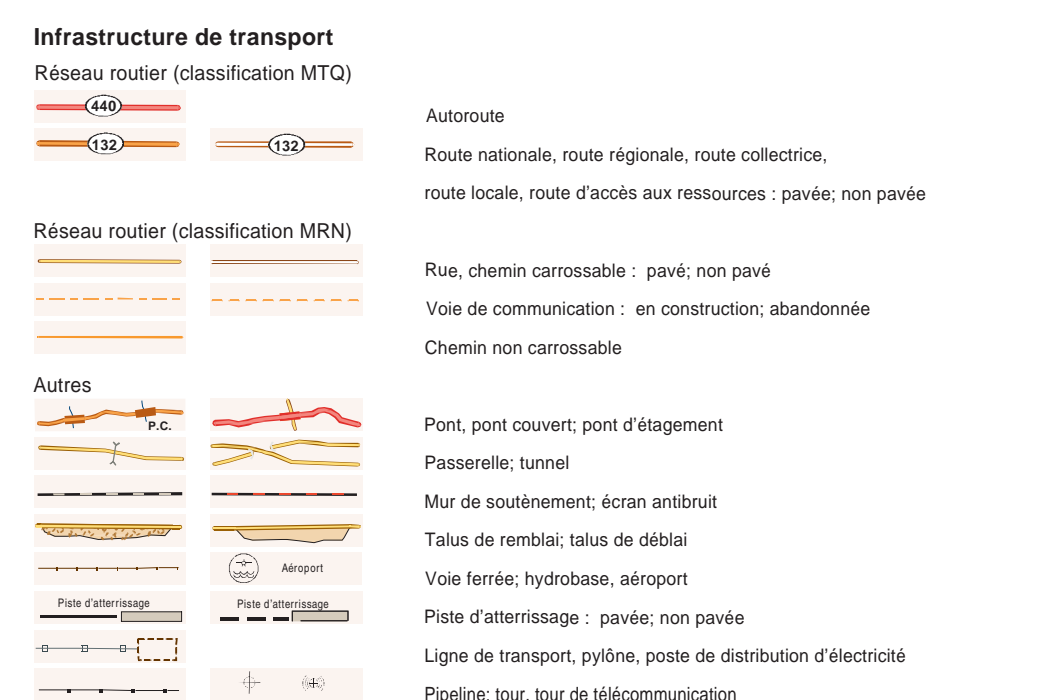 Infrastructure de transport
Réseau routier (classification MTQ)
440
Autoroute
132
132
Route nationale, route régionale, route collectrice,
route locale, route d'accès aux ressources : pavée; non pavée
Réseau routier (classification MRN)
Rue, chemin carrossable : pavé; non pavé
Voie de communication : en construction; abandonnée
Chemin non carrossable
Autres
P.C.
Pont, pont couvert; pont d'étagement
Passerelle; tunnel
Mur de soutènement; écran antibruit
Talus de remblai; talus de déblai
Aéroport
Voie ferrée; hydrobase, aéroport
Piste d'atterrissage
Piste d'atterrissage
Piste d'atterrissage : pavée; non pavée
Ligne de transport, pylône, poste de distribution d'électricité
Pipeline; tour, tour de télécommunication